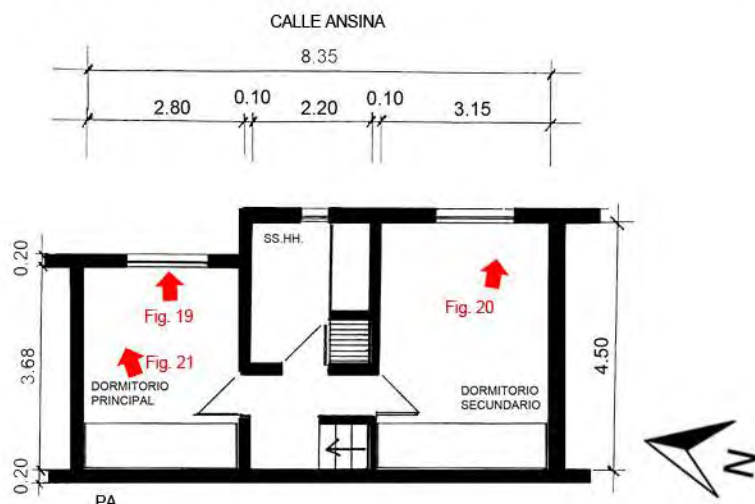 CALLE ANSINA
8.35
2.80
0.10
2.20
0.10
3.15
0.20
SS.HH.
Fig. 19
Fig. 20
Fig. 21
3.68
4.50
DORMITORIO
PRINCIPAL
DORMITORIO
SECUNDARIO
0.20
N
PA